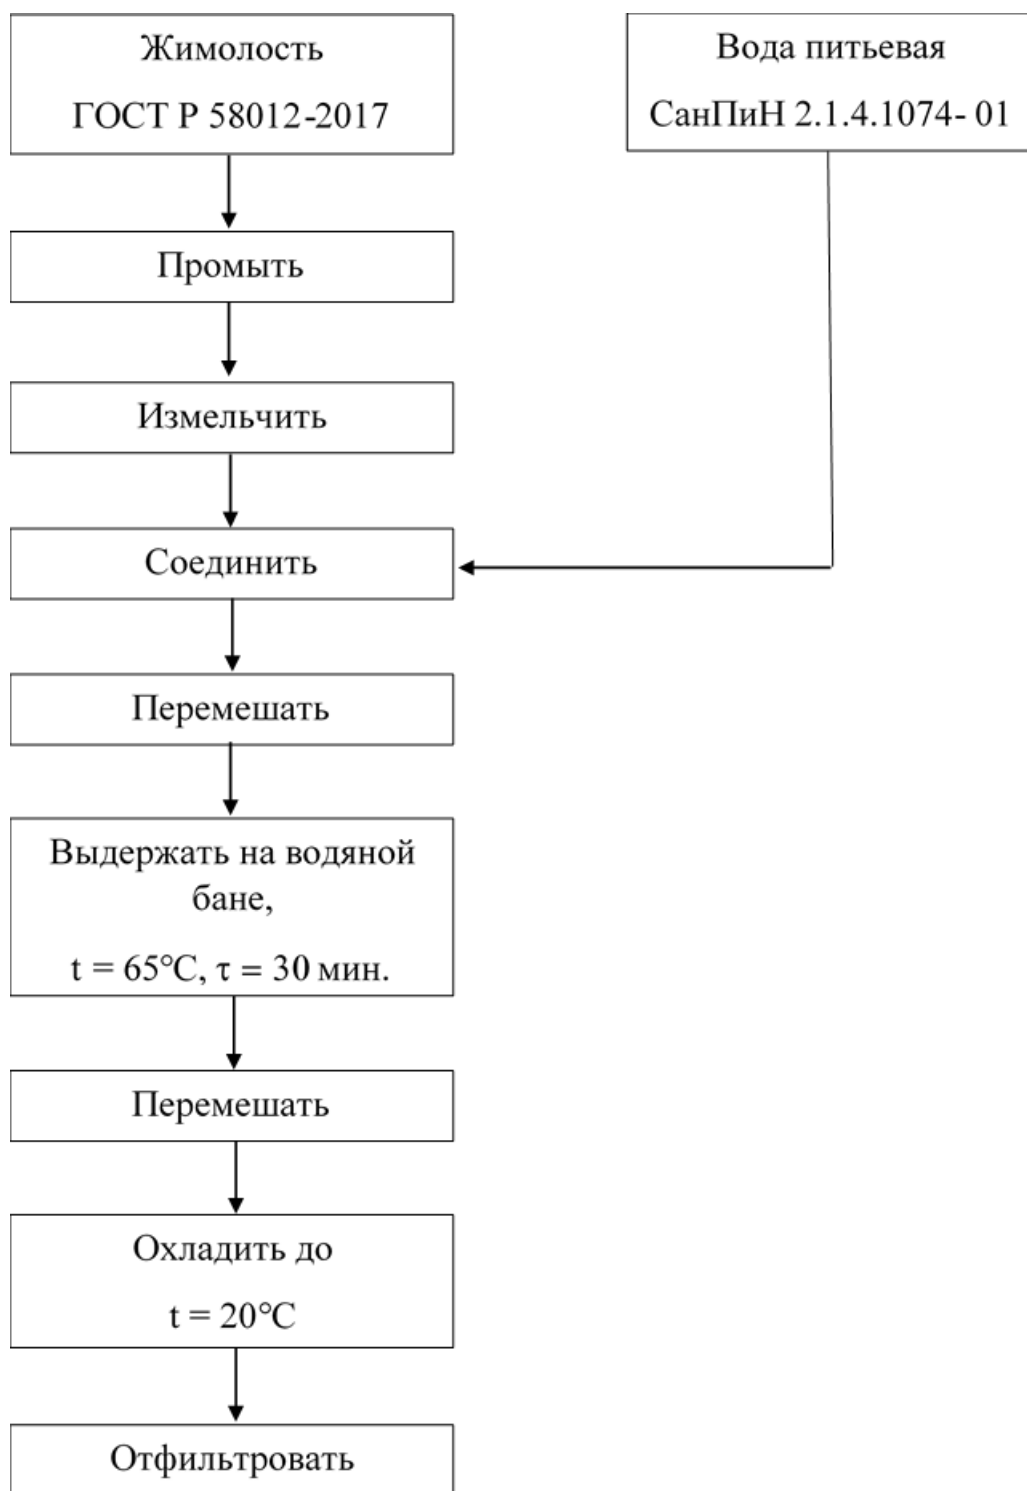 Жимолость
ГОСТ Р 58012-2017
Вода питьевая
СанПиН 2.1.4.1074- 01
Промыть
Измельчить
Соединить
Перемешать
Выдержать на водяной
бане,
t = 65°С, τ = 30 мин.
Перемешать
Охладить до
t = 20°С
Отфильтровать